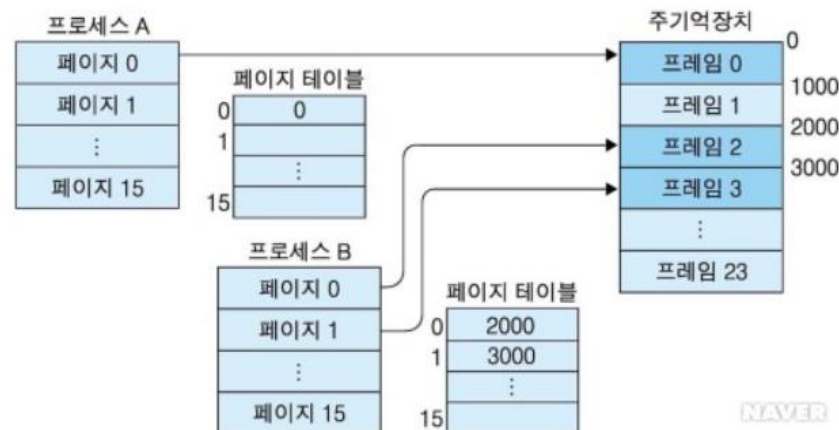 프로세스 A
페이지 0
페이지 1
⋮
페이지 15
페이지 테이블
0 0
1
⋮
15
주기억장치
0
프레임 0
1000
프레임 1
2000
프레임 2
3000
프레임 3
⋮
프레임 23
프로세스 B
페이지 0
페이지 1
⋮
페이지 15
페이지 테이블
0 2000
1 3000
⋮
15
NAVER